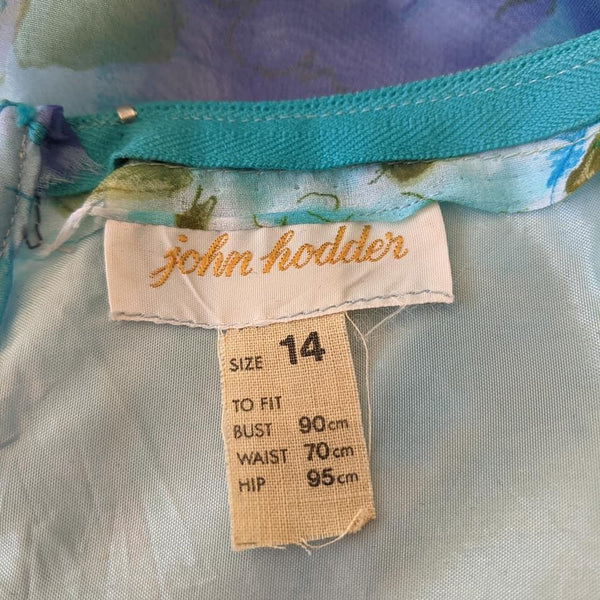 john hodder
SIZE 14
TO FIT
BUST 90cm
WAIST 70cm
HIP 95cm